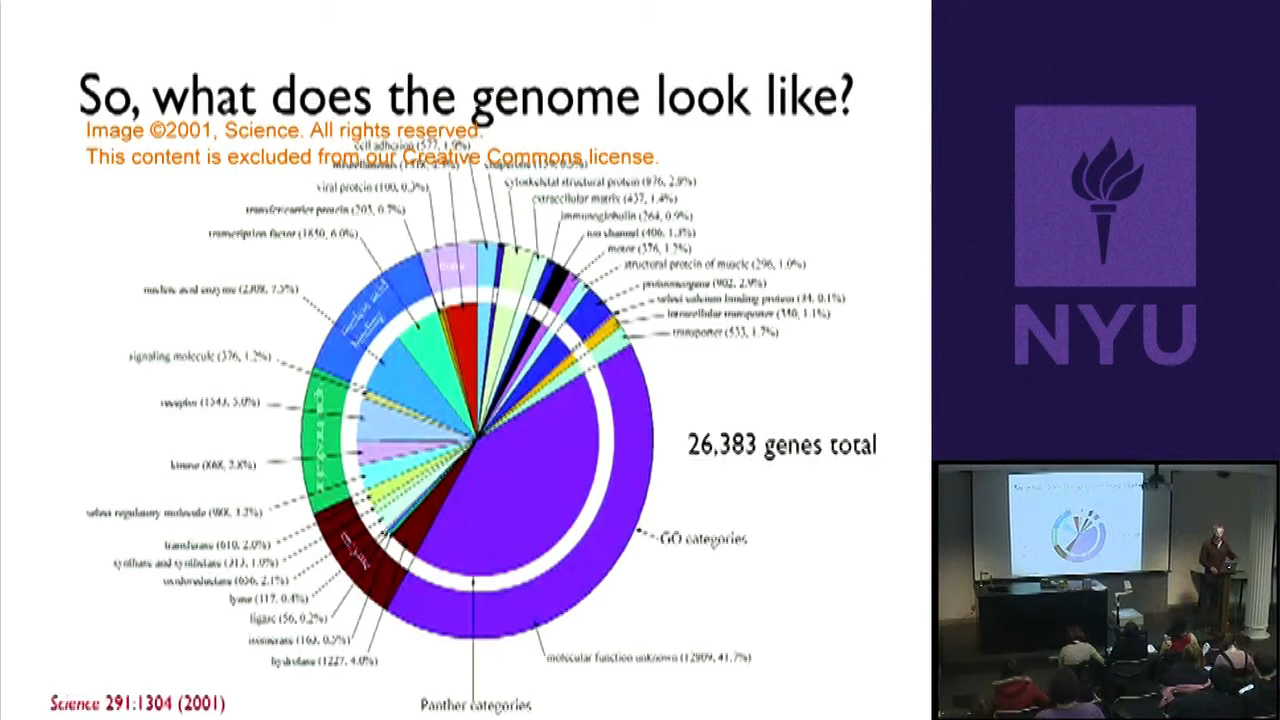 So, what does the genome look like?
Image ©2001, Science. All rights reserved.
This content is excluded from our Creative Commons license.
cell adhesion (577, 1.9%)
viral protein (100, 0.3%)
cytoskeletal structural protein (876, 2.8%)
extracellular matrix (437, 1.4%)
transfer/carrier protein (203, 0.7%)
immunoglobulin (264, 0.9%)
transcription factor (1850, 6.0%)
ion channel (406, 1.3%)
motor (376, 1.2%)
structural protein of muscle (296, 1.0%)
nucleic acid enzyme (2308, 7.5%)
protooncogene (902, 2.9%)
select calcium binding protein (34, 0.1%)
intracellular transporter (350, 1.1%)
transporter (533, 1.7%)
signaling molecule (376, 1.2%)
receptor (1543, 5.0%)
26,383 genes total
kinase (868, 2.8%)
select regulatory molecule (988, 3.2%)
GO categories
transferase (610, 2.0%)
synthase and synthetase (313, 1.0%)
oxidoreductase (656, 2.1%)
lyase (117, 0.4%)
ligase (56, 0.2%)
isomerase (163, 0.5%)
hydrolase (1227, 4.0%)
molecular function unknown (12809, 41.7%)
Panther categories
Science 291:1304 (2001)
NYU